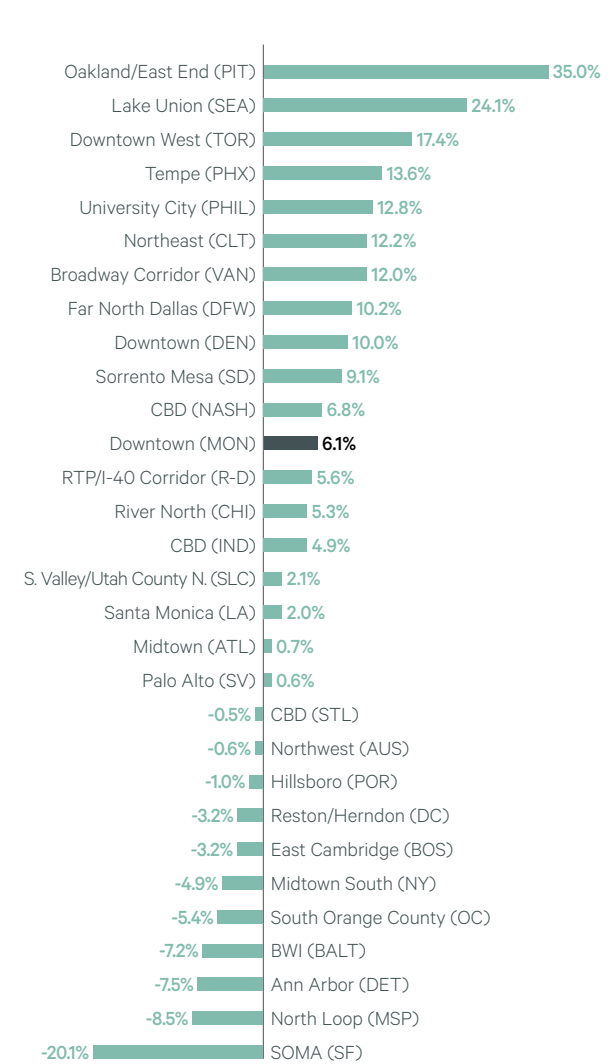 Oakland/East End (PIT) 35.0%
Lake Union (SEA) 24.1%
Downtown West (TOR) 17.4%
Tempe (PHX) 13.6%
University City (PHIL) 12.8%
Northeast (CLT) 12.2%
Broadway Corridor (VAN) 12.0%
Far North Dallas (DFW) 10.2%
Downtown (DEN) 10.0%
Sorrento Mesa (SD) 9.1%
CBD (NASH) 6.8%
Downtown (MON) 6.1%
RTP/I-40 Corridor (R-D) 5.6%
River North (CHI) 5.3%
CBD (IND) 4.9%
S. Valley/Utah County N. (SLC) 2.1%
Santa Monica (LA) 2.0%
Midtown (ATL) 0.7%
Palo Alto (SV) 0.6%
-0.5% CBD (STL)
-0.6% Northwest (AUS)
-1.0% Hillsboro (POR)
-3.2% Reston/Herndon (DC)
-3.2% East Cambridge (BOS)
-4.9% Midtown South (NY)
-5.4% South Orange County (OC)
-7.2% BWI (BALT)
-7.5% Ann Arbor (DET)
-8.5% North Loop (MSP)
-20.1% SOMA (SF)